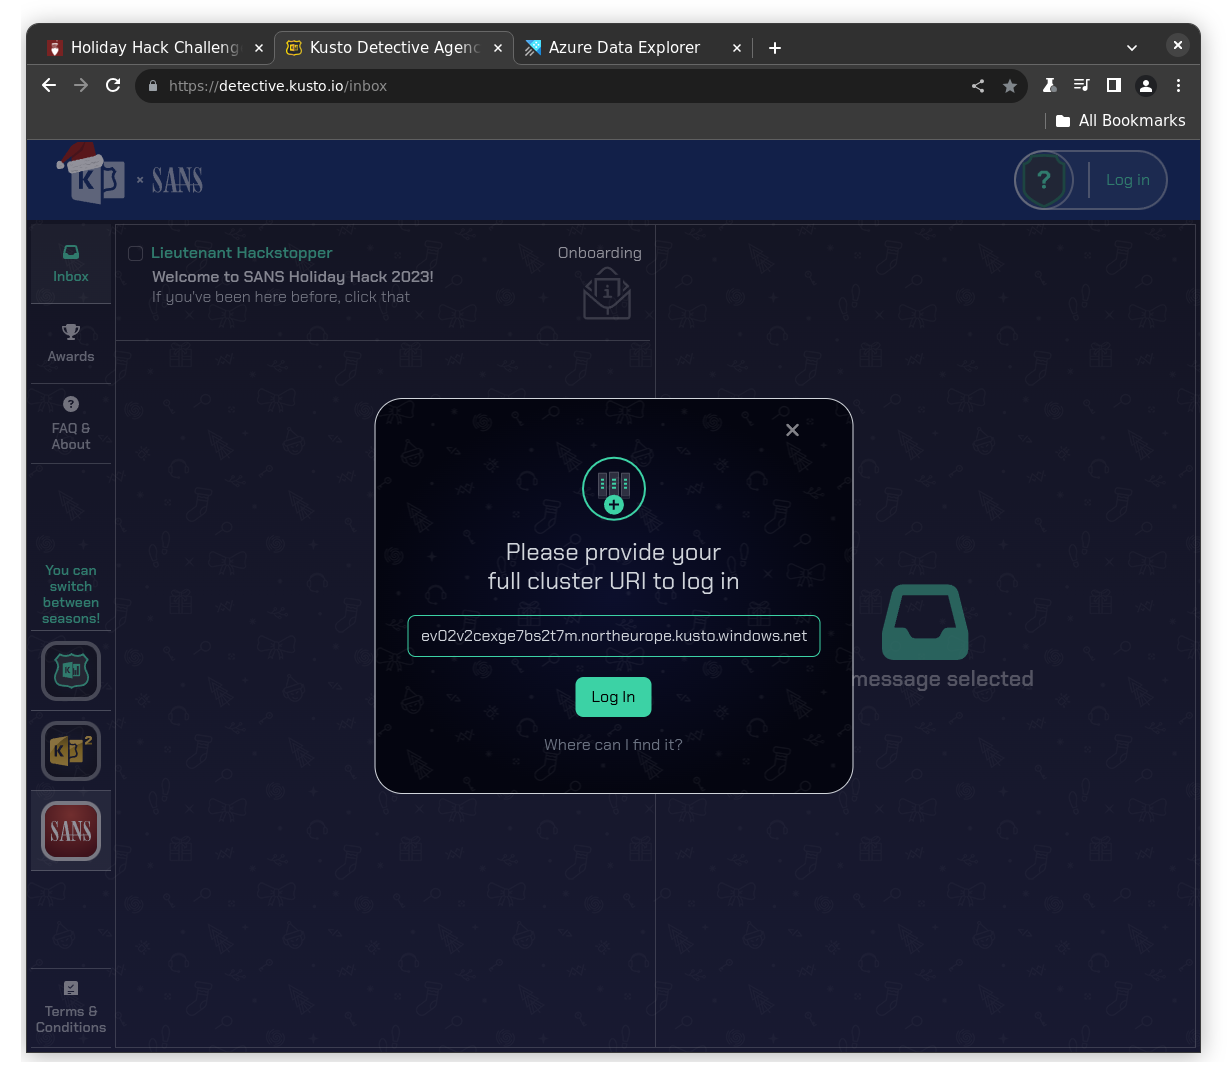 Holiday Hack Challeng
Kusto Detective Agenc
Azure Data Explorer
https://detective.kusto.io/inbox
All Bookmarks
K
×
SANS
?
Log in
Inbox
Awards
FAQ &
About
You can
switch
between
seasons!
K
2
SANS
Terms &
Conditions
Lieutenant Hackstopper
Onboarding
Welcome to SANS Holiday Hack 2023!
If you've been here before, click that
Please provide your
full cluster URI to log in
ev02v2cexge7bs2t7m.northeurope.kusto.windows.net
Log In
Where can I find it?
message selected